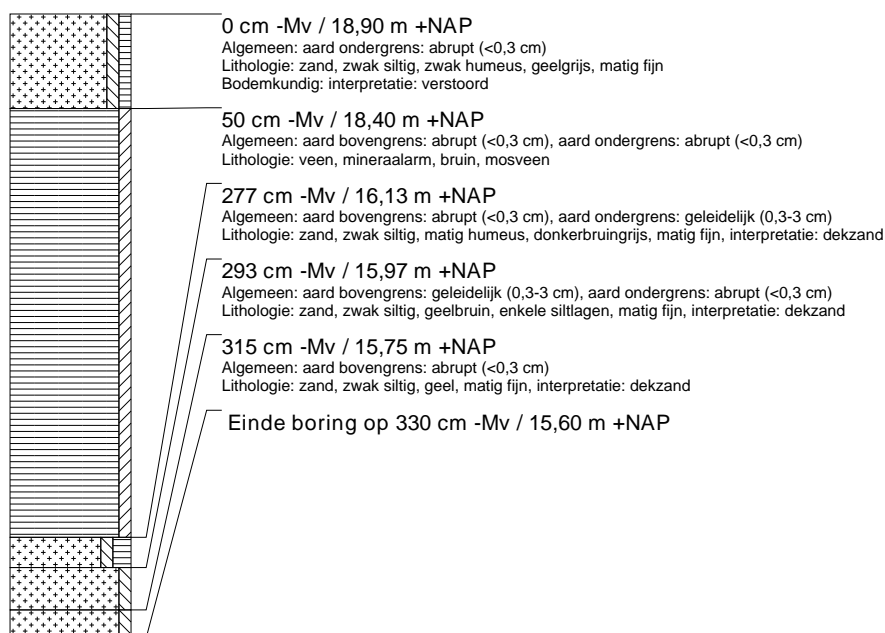 0 cm -Mv / 18,90 m +NAP
Algemeen: aard ondergrens: abrupt (<0,3 cm)
Lithologie: zand, zwak siltig, zwak humeus, geelgrijs, matig fijn
Bodemkundig: interpretatie: verstoord
50 cm -Mv / 18,40 m +NAP
Algemeen: aard bovengrens: abrupt (<0,3 cm), aard ondergrens: abrupt (<0,3 cm)
Lithologie: veen, mineraalarm, bruin, mosveen
277 cm -Mv / 16,13 m +NAP
Algemeen: aard bovengrens: abrupt (<0,3 cm), aard ondergrens: geleidelijk (0,3-3 cm)
Lithologie: zand, zwak siltig, matig humeus, donkerbruingrijs, matig fijn, interpretatie: dekzand
293 cm -Mv / 15,97 m +NAP
Algemeen: aard bovengrens: geleidelijk (0,3-3 cm), aard ondergrens: abrupt (<0,3 cm)
Lithologie: zand, zwak siltig, geelbruin, enkele siltlagen, matig fijn, interpretatie: dekzand
315 cm -Mv / 15,75 m +NAP
Algemeen: aard bovengrens: abrupt (<0,3 cm)
Lithologie: zand, zwak siltig, geel, matig fijn, interpretatie: dekzand
Einde boring op 330 cm -Mv / 15,60 m +NAP